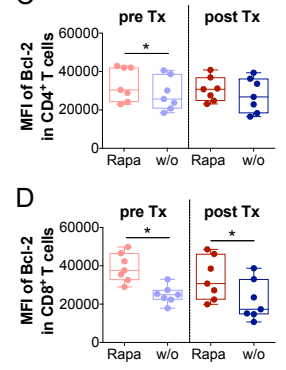 pre Tx post Tx
MFI of Bcl-2
in CD4+ T cells
60000
40000
20000
0
*
Rapa w/o Rapa w/o
D
pre Tx post Tx
MFI of Bcl-2
in CD8+ T cells
60000
40000
20000
0
* *
Rapa w/o Rapa w/o